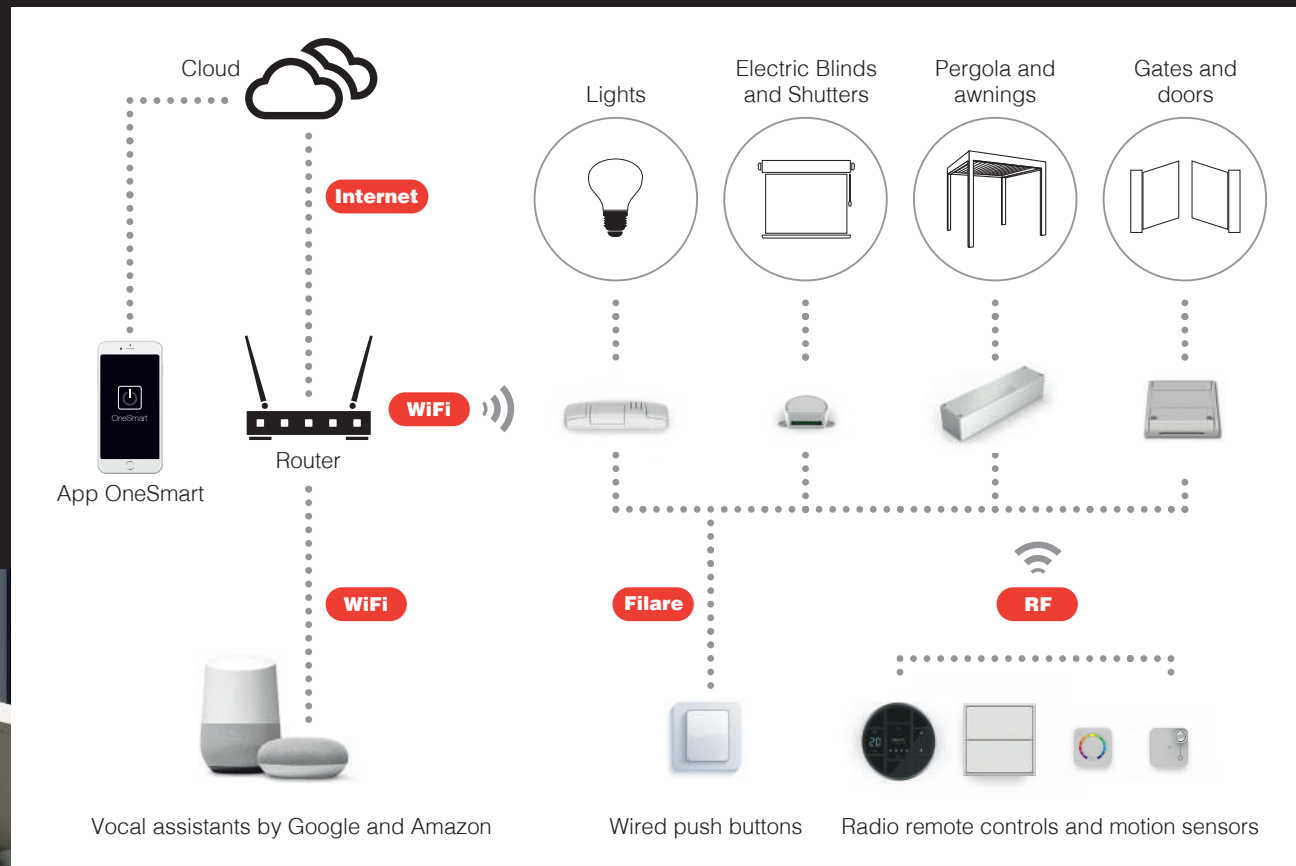 Cloud
Internet
OneSmart
App OneSmart
WiFi
Router
WiFi
Vocal assistants by Google and Amazon
Lights
Electric Blinds
and Shutters
Pergola and
awnings
Gates and
doors
Filare
RF
20
Wired push buttons
Radio remote controls and motion sensors